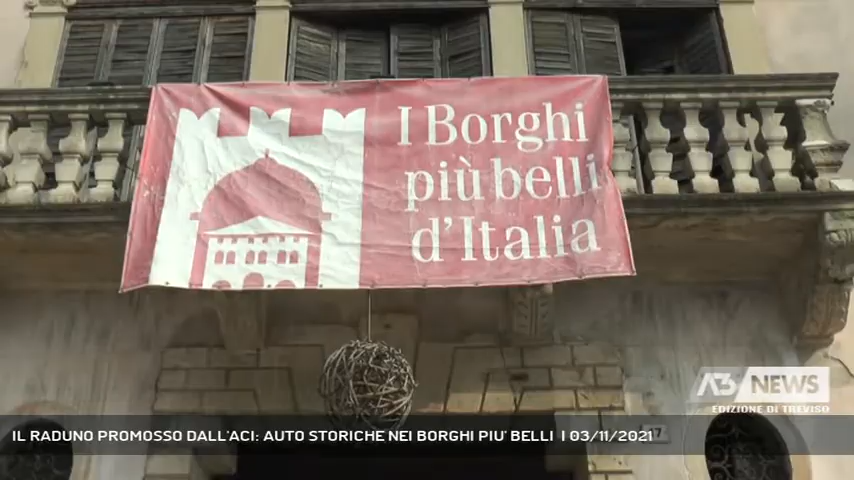 I Borghi
più belli
d'Italia
A3 NEWS
EDIZIONE DI TREVISO
IL RADUNO PROMOSSO DALL'ACI: AUTO STORICHE NEI BORGHI PIU' BELLI | 03/11/2021